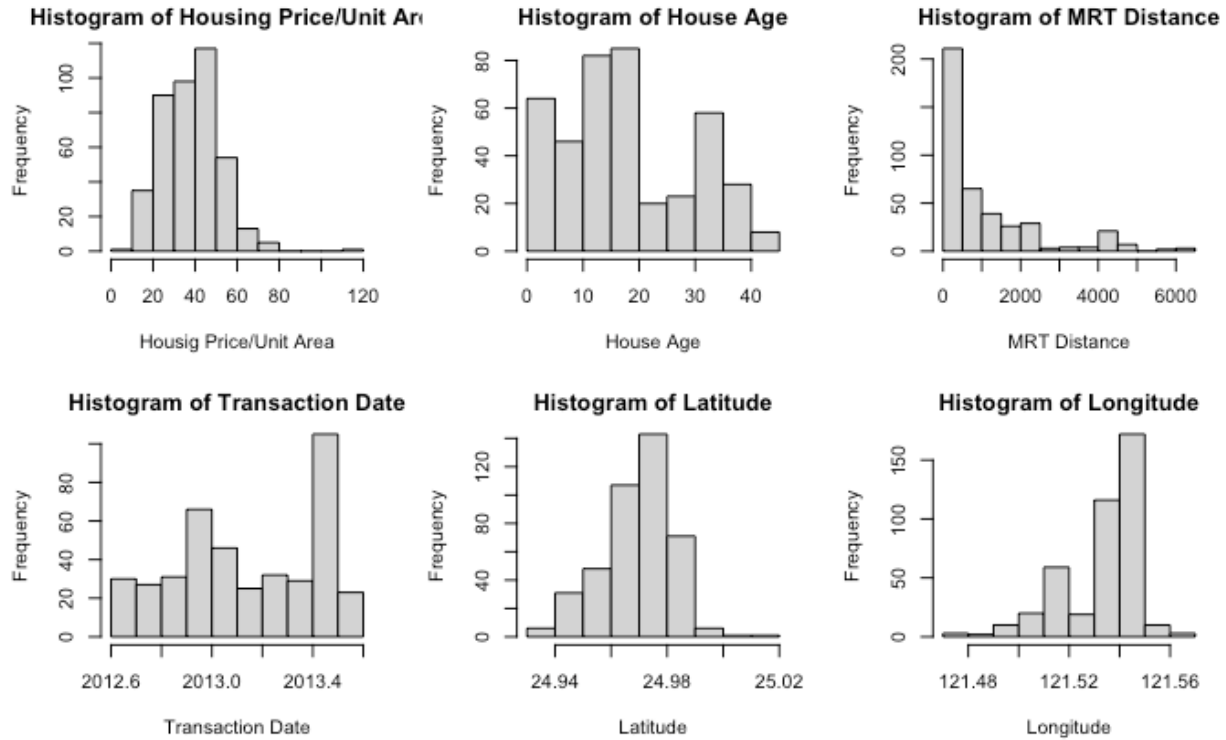 Histogram of Housing Price/Unit Are
Frequency
0 20 60 100
0 20 40 60 80 120
Housig Price/Unit Area
Histogram of House Age
Frequency
0 20 40 60 80
0 10 20 30 40
House Age
Histogram of MRT Distance
Frequency
0 50 100 200
0 2000 4000 6000
MRT Distance
Histogram of Transaction Date
Frequency
0 20 40 60 80
2012.6 2013.0 2013.4
Transaction Date
Histogram of Latitude
Frequency
0 40 80 120
24.94 24.98 25.02
Latitude
Histogram of Longitude
Frequency
0 50 100 150
121.48 121.52 121.56
Longitude